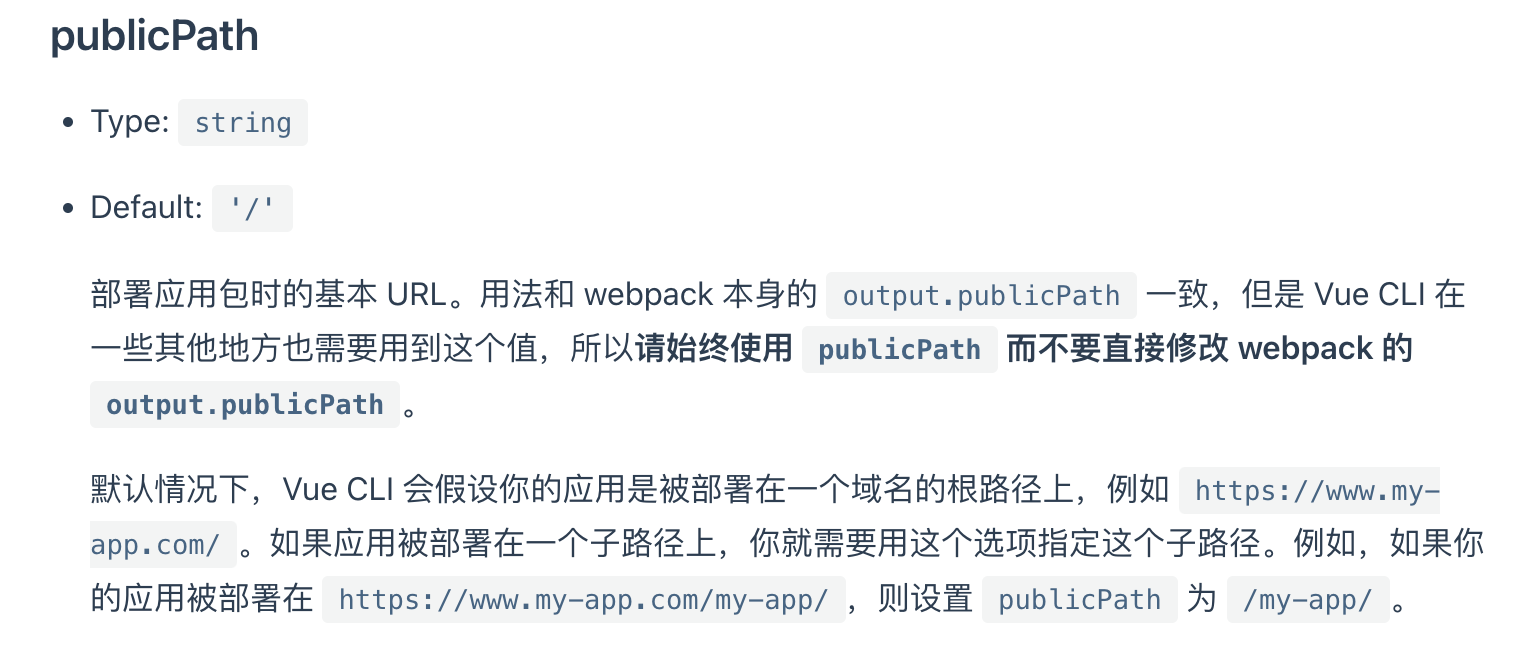 publicPath
• Type: string
• Default: '/'
部署应用包时的基本 URL。用法和 webpack 本身的 output.publicPath 一致，但是 Vue CLI 在
一些其他地方也需要用到这个值，所以请始终使用 publicPath 而不要直接修改 webpack 的
output.publicPath 。
默认情况下，Vue CLI 会假设你的应用是被部署在一个域名的根路径上，例如 https://www.my-
app.com/ 。如果应用被部署在一个子路径上，你就需要用这个选项指定这个子路径。例如，如果你
的应用被部署在 https://www.my-app.com/my-app/ ，则设置 publicPath 为 /my-app/ 。